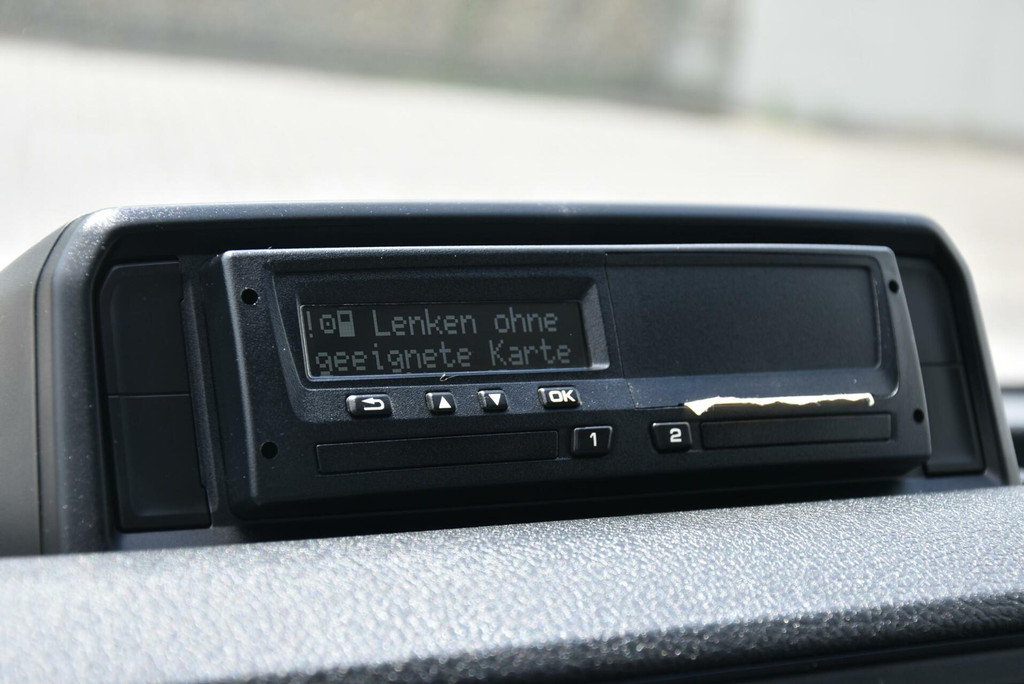 ! Lenken ohne
geeignete Karte
OK
1 2